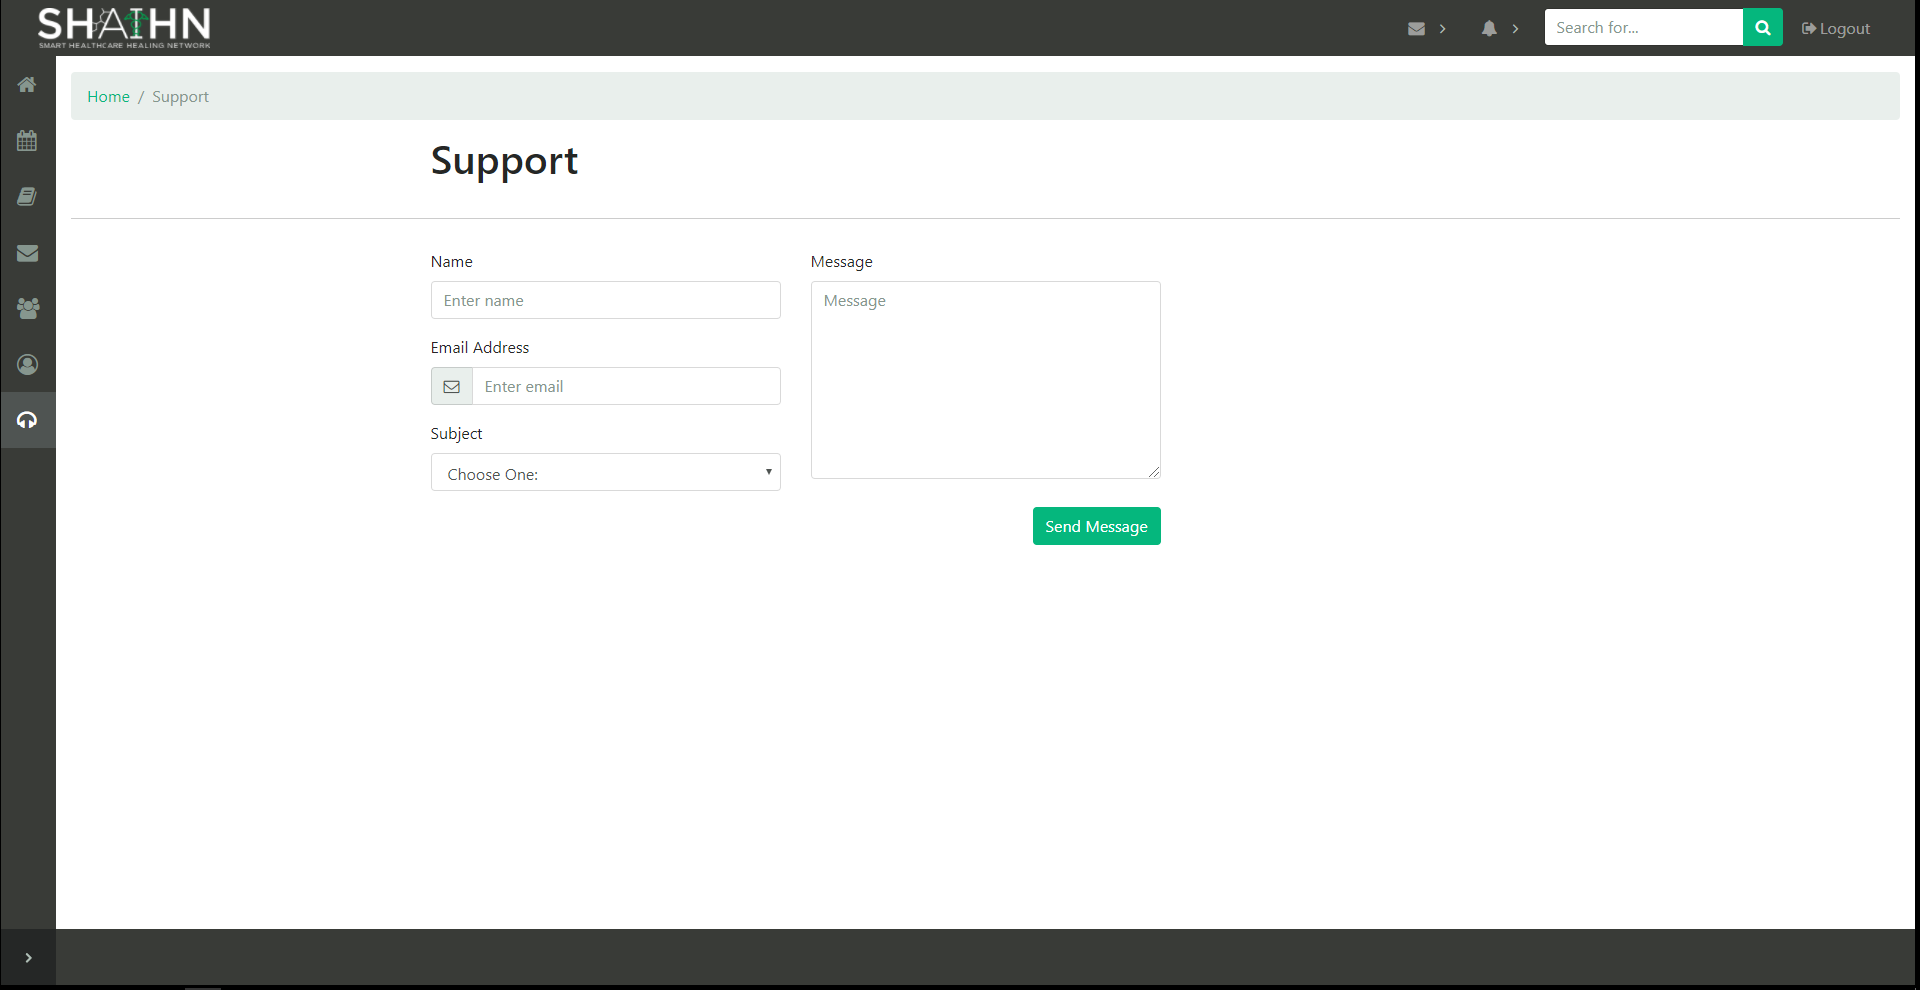 SHAIHN
SMART HEALTHCARE HEALING NETWORK
Search for...
Logout
Home / Support
Support
Name
Enter name
Email Address
Enter email
Subject
Choose One:
Message
Message
Send Message